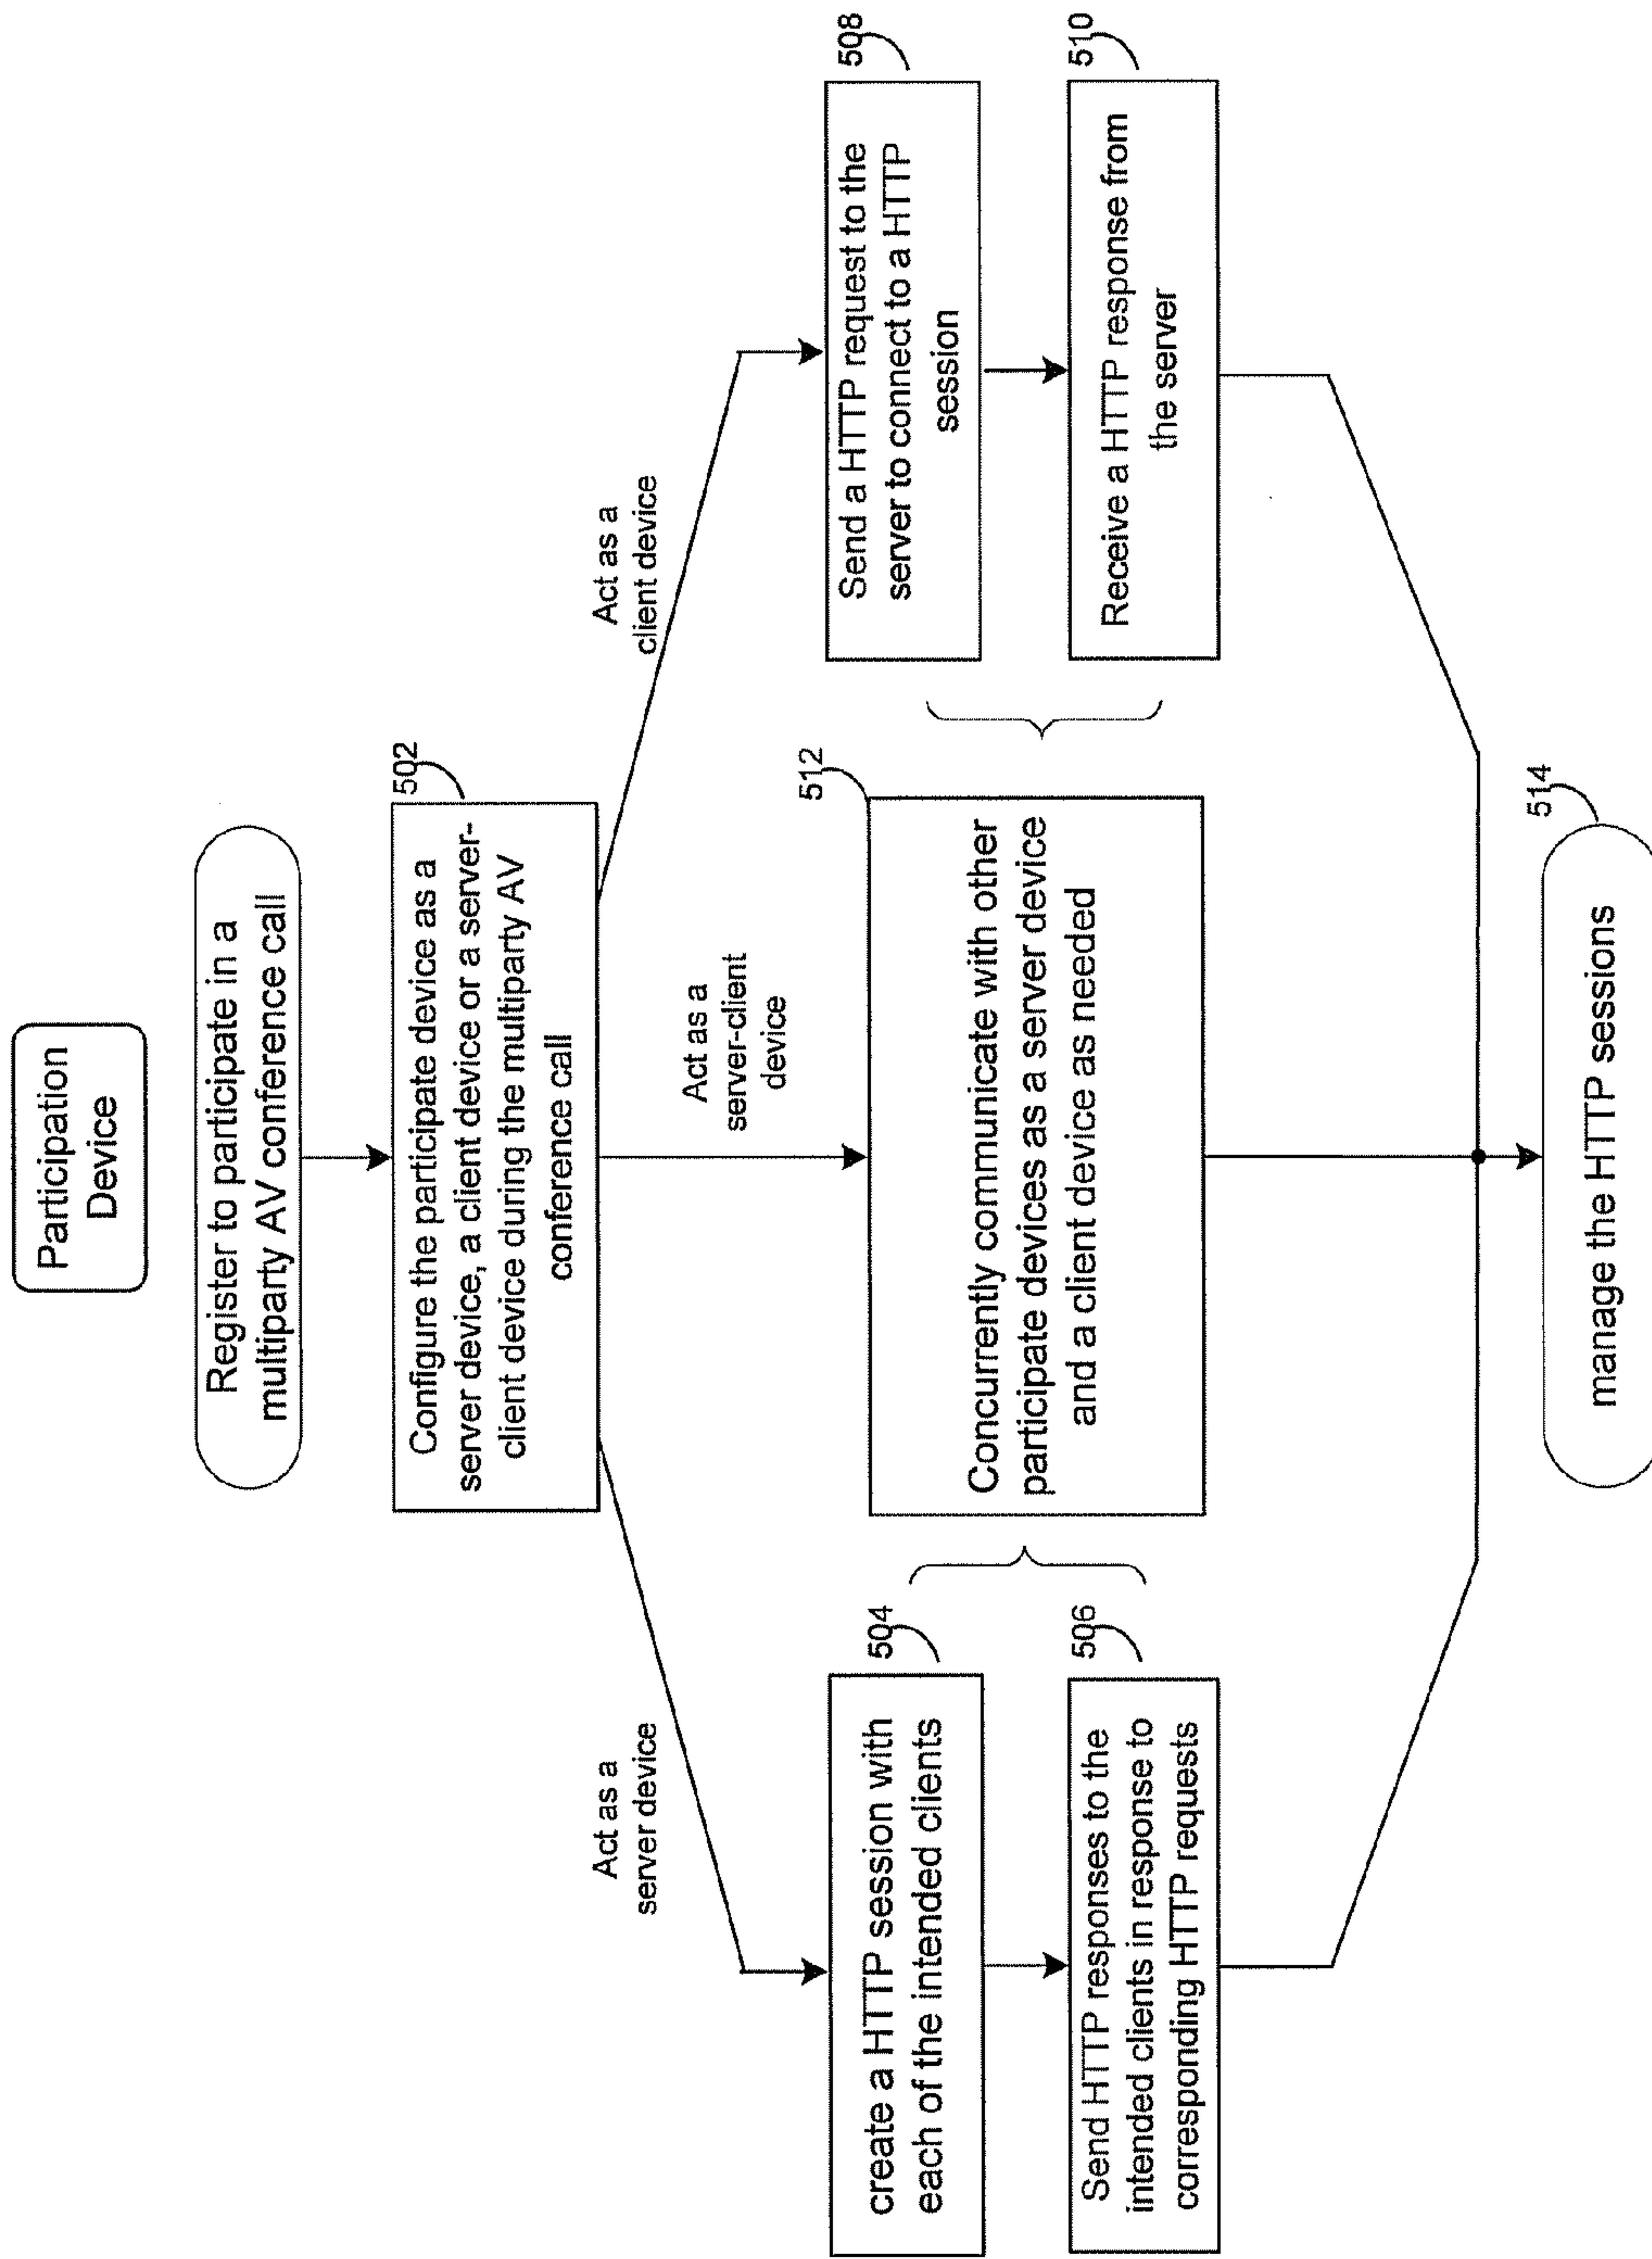 Participation
Device
Register to participate in a
multiparty AV conference call
502
Configure the participate device as a
server device, a client device or a server-
client device during the multiparty AV
conference call
Act as a
server device
Act as a
server-client
device
Act as a
client device
504
create a HTTP session with
each of the intended clients
506
Send HTTP responses to the
intended clients in response to
corresponding HTTP requests
512
Concurrently communicate with other
participate devices as a server device
and a client device as needed
508
Send a HTTP request to the
server to connect to a HTTP
session
510
Receive a HTTP response from
the server
514
manage the HTTP sessions